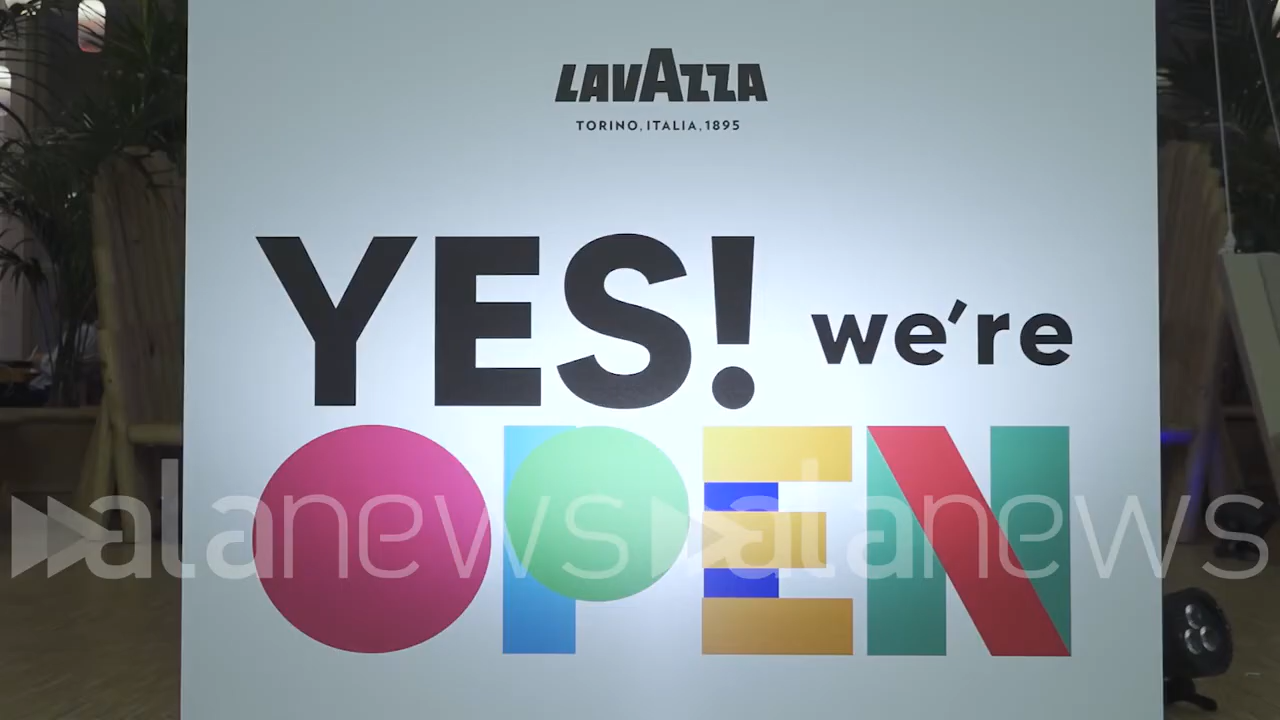 LAVAZZA
TORINO, ITALIA, 1895
YES! we're
OPEN
alanews alanews